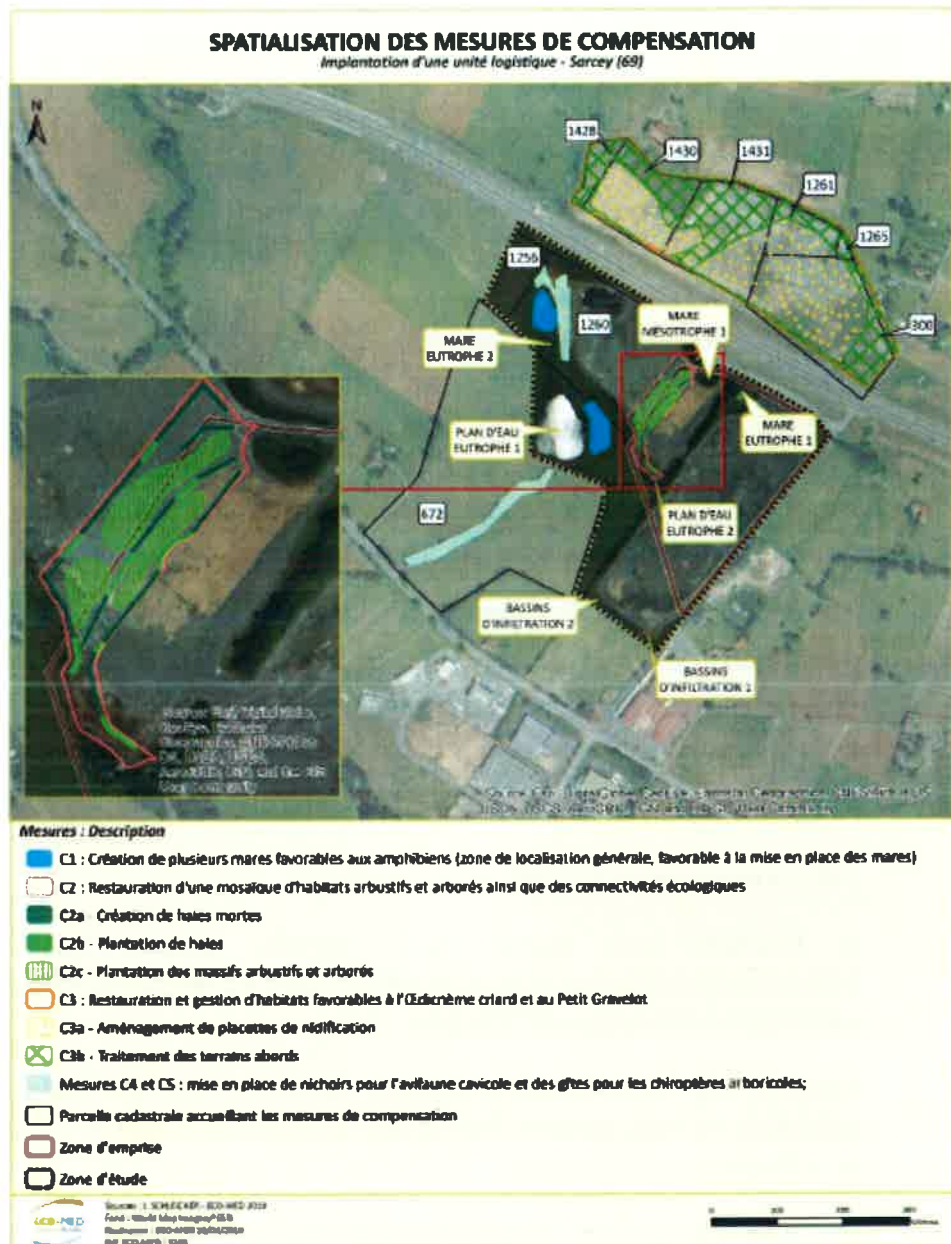 SPATIALISATION DES MESURES DE COMPENSATION
Implantation d'une unité logistique - Sarcey (69)
N
1428
1430
1431
1261
1265
300
1256
1260
MARE
MESOTROPHE 1
MARE
EUTROPHE 2
PLAN D'EAU
EUTROPHE 1
MARE
EUTROPHE 1
672
PLAN D'EAU
EUTROPHE 2
BASSINS
D'INFILTRATION 2
BASSINS
D'INFILTRATION 1
Mesures : Description
C1 : Création de plusieurs mares favorables aux amphibiens (zone de localisation générale, favorable à la mise en place des mares)
C2 : Restauration d'une mosaïque d'habitats arbustifs et arborés ainsi que des connectivités écologiques
C2a - Création de haies mortes
C2b - Plantation de haies
C2c - Plantation des massifs arbustifs et arborés
C3 : Restauration et gestion d'habitats favorables à l'Œdicnème criard et au Petit Gravelot
C3a - Aménagement de placettes de nidification
C3b - Traitement des terrains abords
Mesures C4 et C5 : mise en place de nichoirs pour l'avifaune cavicole et des gîtes pour les chiroptères arboricoles;
Parcelle cadastrale accueillant les mesures de compensation
Zone d'emprise
Zone d'étude
ECO-MED